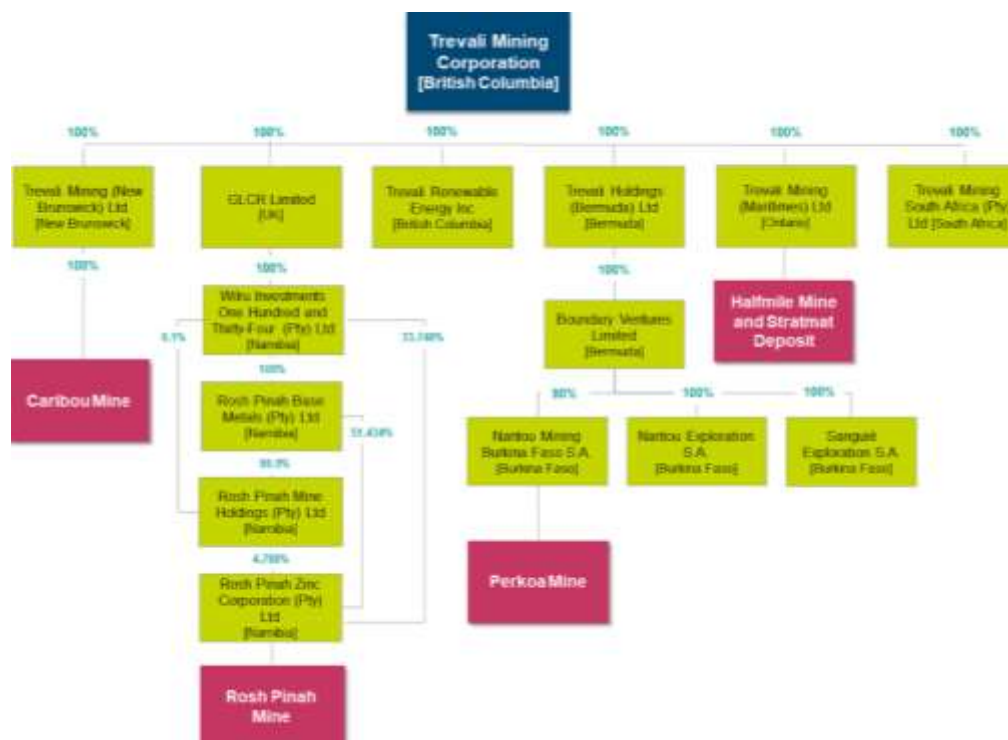 Trevali Mining
Corporation
[British Columbia]
100%
100%
100%
100%
100%
100%
Trevali Mining (New
Brunswick) Ltd
[New Brunswick]
GLCR Limited
[UK]
Trevali Renewable
Energy Inc
[British Columbia]
Trevali Holdings
(Bermuda) Ltd
[Bermuda]
Trevali Mining
(Maritimes) Ltd
[Ontario]
Trevali Mining
South Africa (Pty)
Ltd [South Africa]
100%
100%
100%
Wilru Investments
One Hundred and
Thirty-Four (Pty) Ltd
[Namibia]
Boundary Ventures
Limited
[Bermuda]
Halfmile Mine
and Stratmat
Deposit
Caribou Mine
100%
Rosh Pinah Base
Metals (Pty) Ltd
[Namibia]
100%
100%
Nantou Mining
Burkina Faso S.A.
[Burkina Faso]
Nantou Exploration
S.A.
[Burkina Faso]
Sanguié
Exploration S.A.
[Burkina Faso]
Rosh Pinah Mine
Holdings (Pty) Ltd
[Namibia]
Perkoa Mine
Rosh Pinah Zinc
Corporation (Pty)
Ltd
[Namibia]
Rosh Pinah
Mine